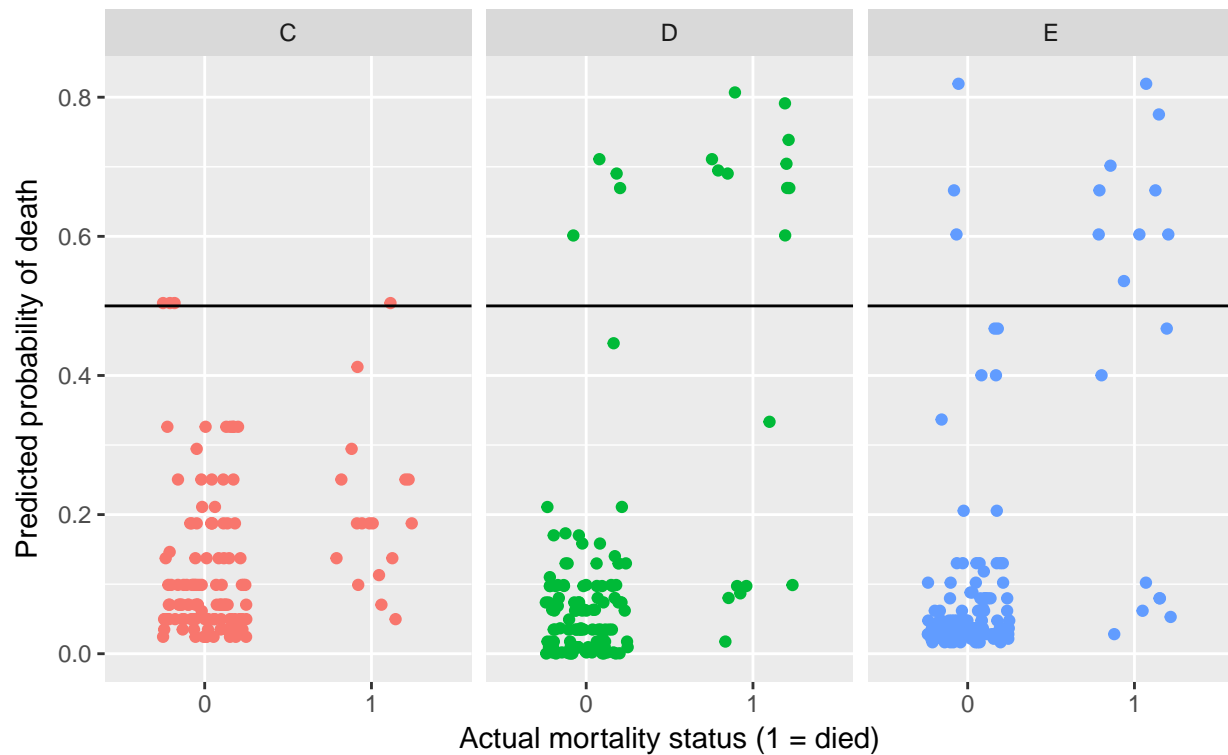 C D E
Predicted probability of death
0.8
0.6
0.4
0.2
0.0
0 1 0 1 0 1
Actual mortality status (1 = died)